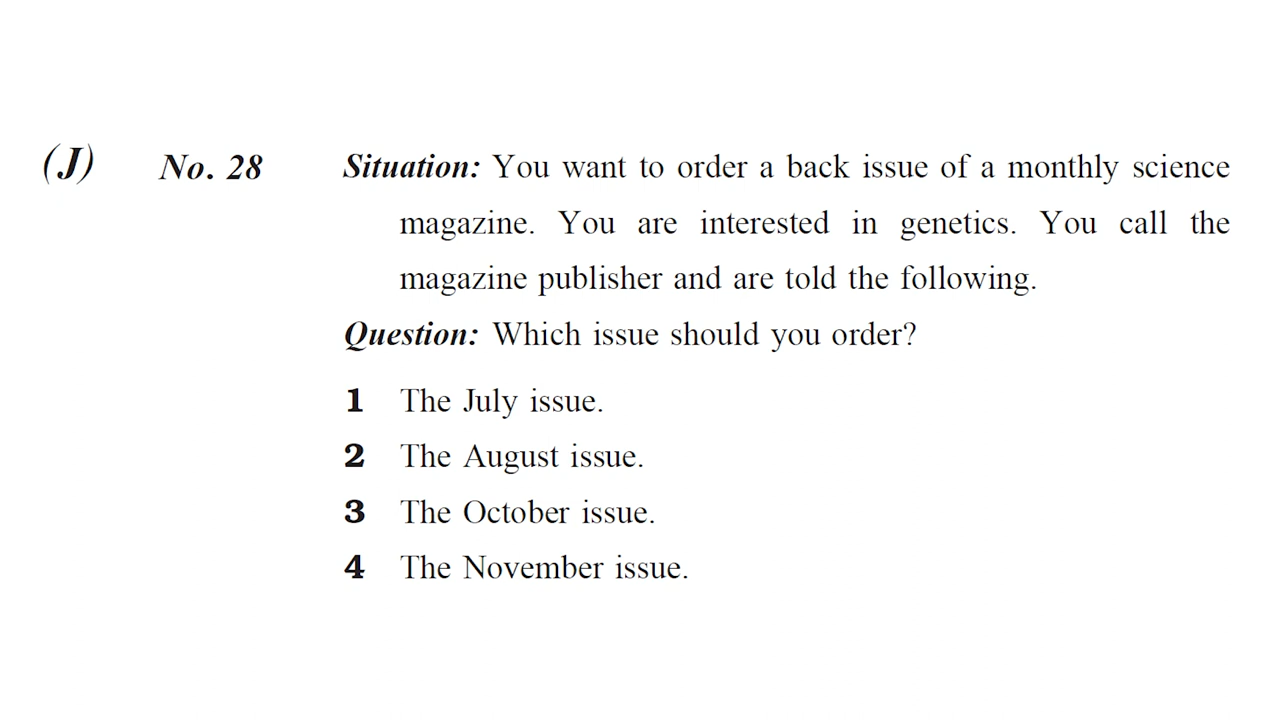 (J) No. 28 Situation: You want to order a back issue of a monthly science
magazine. You are interested in genetics. You call the
magazine publisher and are told the following.
Question: Which issue should you order?
1 The July issue.
2 The August issue.
3 The October issue.
4 The November issue.